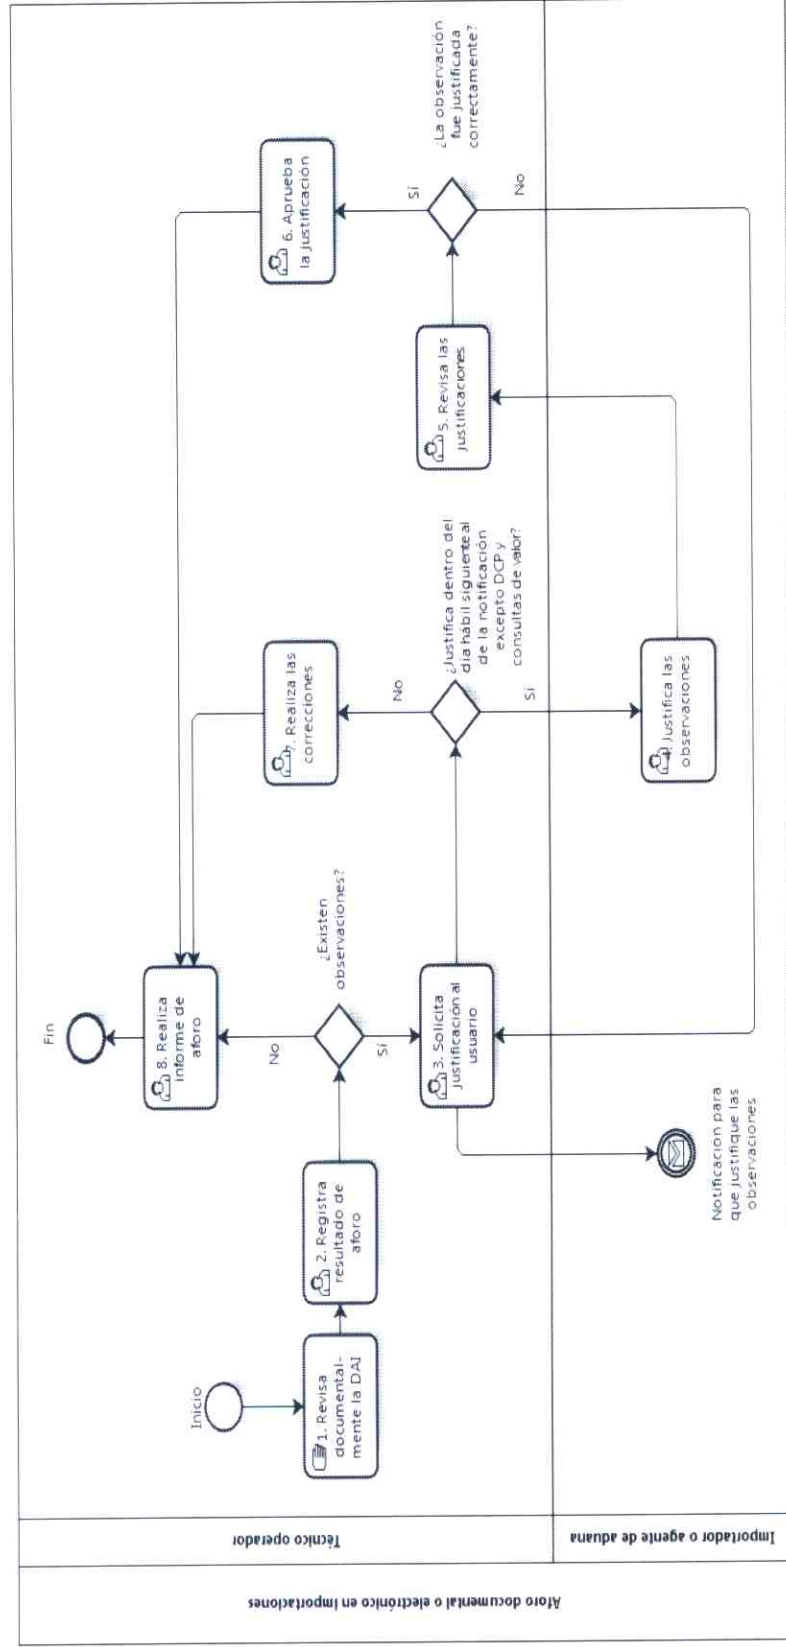 Aforo documental o electrónico en Importaciones
Técnico operador
Importador o agente de aduana
Inicio
1. Revisa
documental-
mente la DAI
2. Registra
resultado de
aforo
¿Existen
observaciones?
No
Sí
8. Realiza
informe de
aforo
Fin
3. Solicita
justificación al
usuario
Notificación para
que justifique las
observaciones
¿Justifica dentro del
día hábil siguiente al
de la notificación
excepto DCP y
consultas de valor?
No
Sí
7. Realiza las
correcciones
4. Justifica las
observaciones
5. Revisa las
justificaciones
¿La observación
fue justificada
correctamente?
Sí
No
6. Aprueba
la justificación